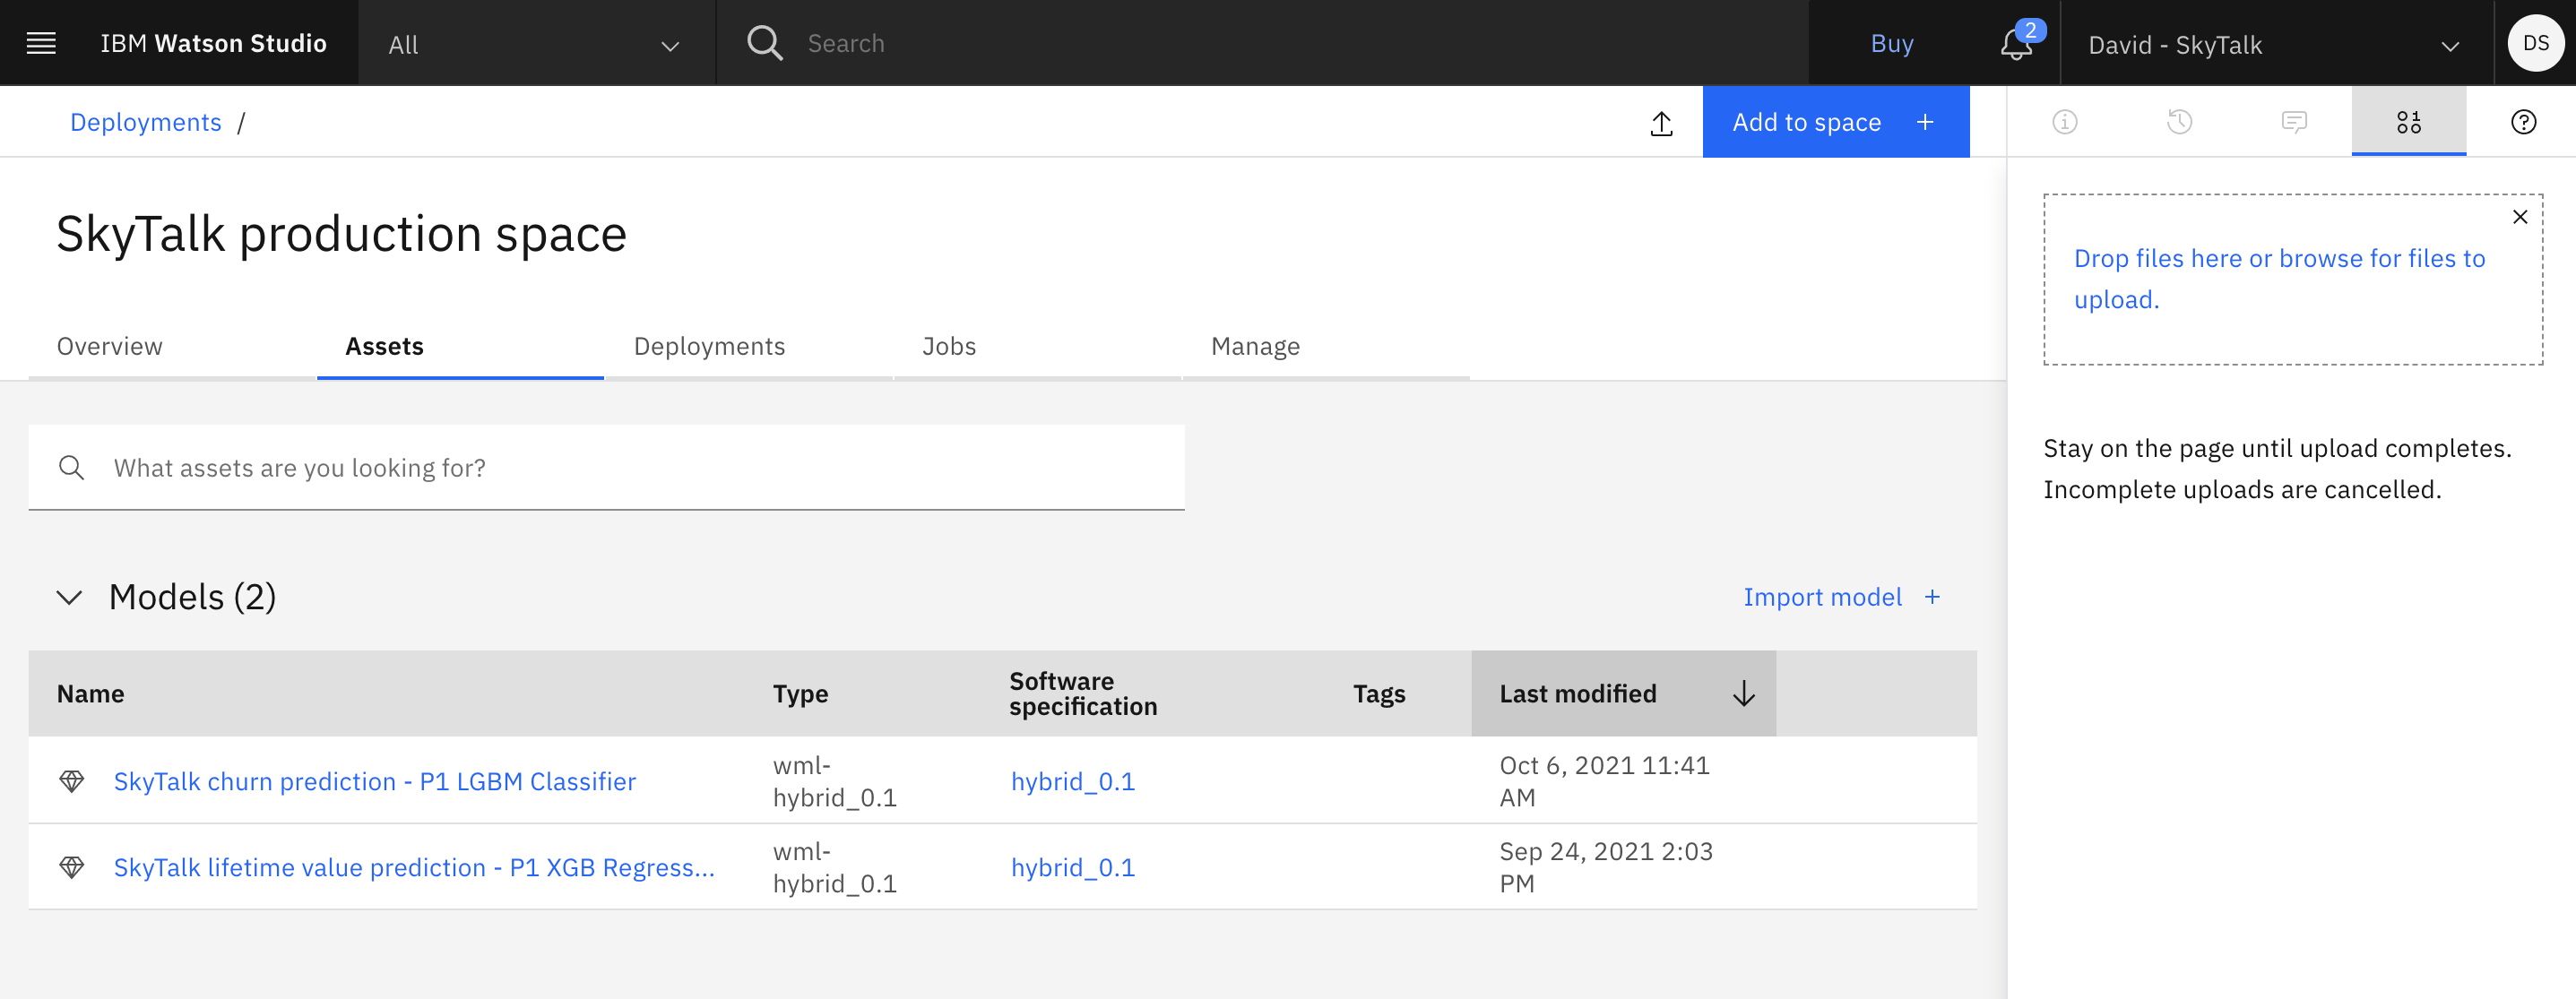 IBM Watson Studio
All
Search
Buy
2
David - SkyTalk
DS
Deployments /
Add to space +
SkyTalk production space
Overview
Assets
Deployments
Jobs
Manage
What assets are you looking for?
Models (2)
Import model +
Name
Type
Software
specification
Tags
Last modified
SkyTalk churn prediction - P1 LGBM Classifier
wml-
hybrid_0.1
hybrid_0.1
Oct 6, 2021 11:41
AM
SkyTalk lifetime value prediction - P1 XGB Regress...
wml-
hybrid_0.1
hybrid_0.1
Sep 24, 2021 2:03
PM
Drop files here or browse for files to
upload.
Stay on the page until upload completes.
Incomplete uploads are cancelled.